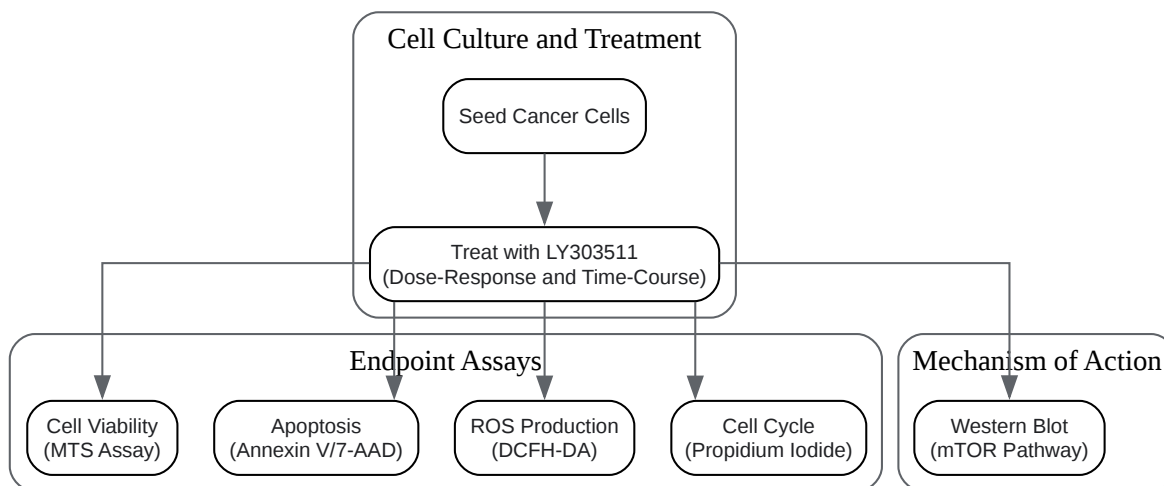 Cell Culture and Treatment
Seed Cancer Cells
Treat with LY303511
(Dose-Response and Time-Course)
Endpoint Assays
Mechanism of Action
Cell Viability
(MTS Assay)
Apoptosis
(Annexin V/7-AAD)
ROS Production
(DCFH-DA)
Cell Cycle
(Propidium Iodide)
Western Blot
(mTOR Pathway)